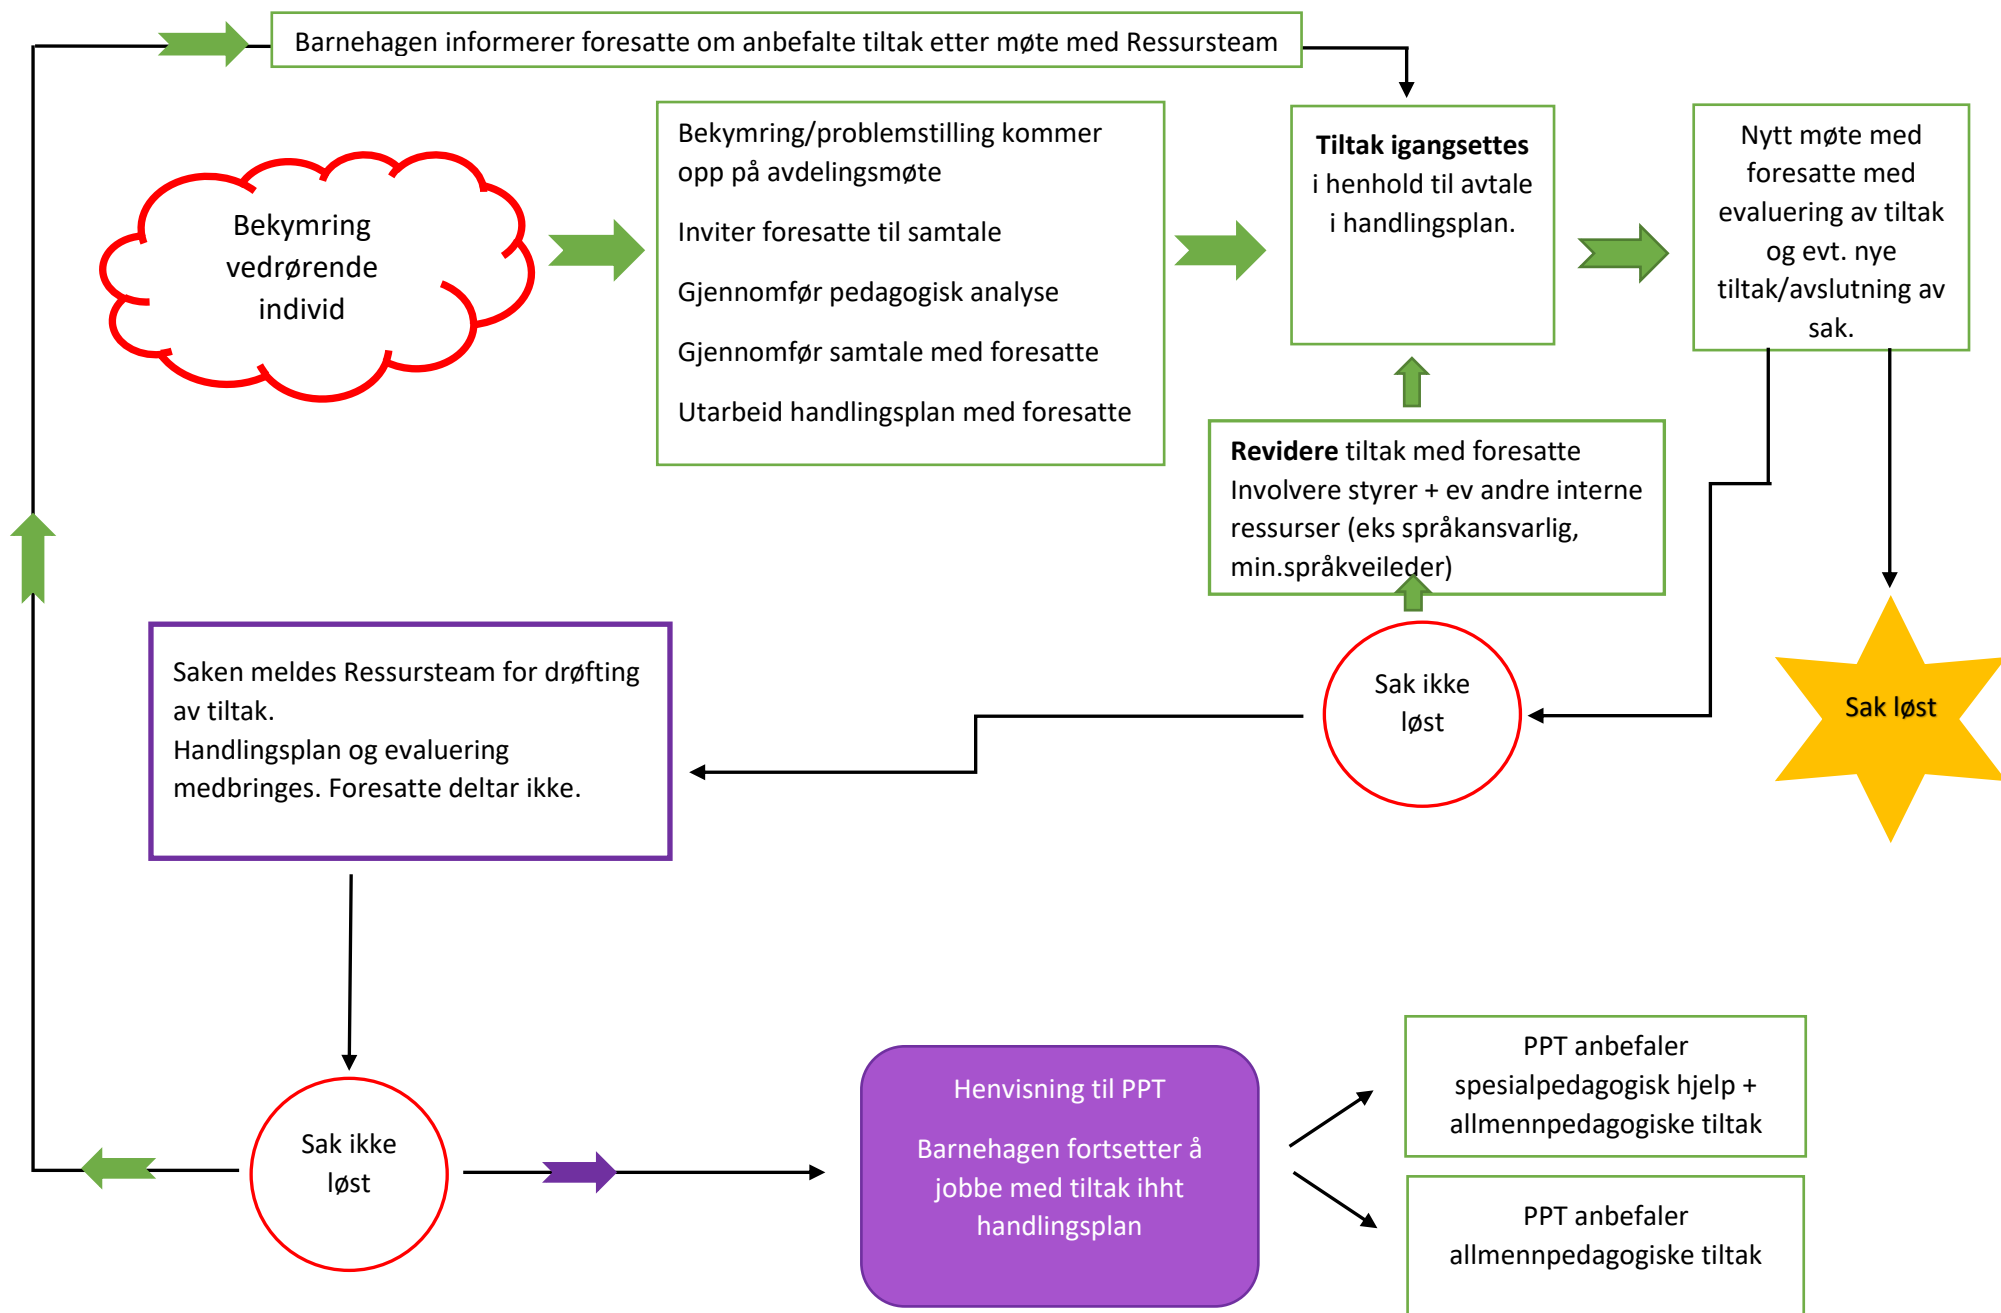 Barnehagen informerer foresatte om anbefalte tiltak etter møte med Ressursteam
Bekymring
vedrørende
individ
Bekymring/problemstilling kommer
opp på avdelingsmøte
Inviter foresatte til samtale
Gjennomfør pedagogisk analyse
Gjennomfør samtale med foresatte
Utarbeid handlingsplan med foresatte
Tiltak igangsettes
i henhold til avtale
i handlingsplan.
Nytt møte med
foresatte med
evaluering av tiltak
og evt. nye
tiltak/avslutning av
sak.
Revidere tiltak med foresatte
Involvere styrer + ev andre interne
ressurser (eks språkansvarlig,
min.språkveileder)
Saken meldes Ressursteam for drøfting
av tiltak.
Handlingsplan og evaluering
medbringes. Foresatte deltar ikke.
Sak ikke
løst
Sak løst
Sak ikke
løst
Henvisning til PPT
Barnehagen fortsetter å
jobbe med tiltak ihht
handlingsplan
PPT anbefaler
spesialpedagogisk hjelp +
allmennpedagogiske tiltak
PPT anbefaler
allmennpedagogiske tiltak